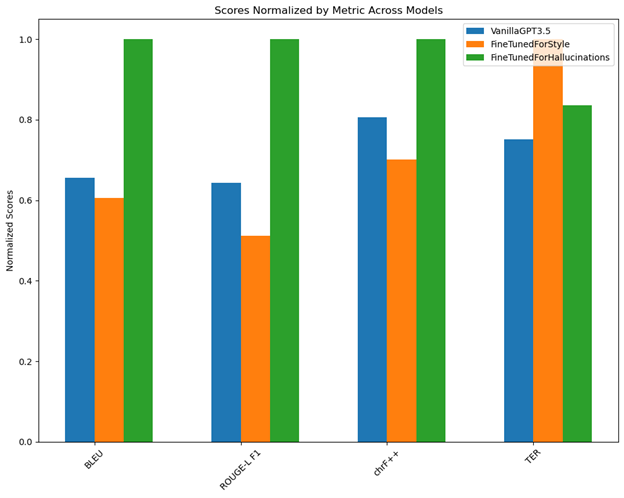 Scores Normalized by Metric Across Models
VanillaGPT3.5
FineTunedForStyle
FineTunedForHallucinations
Normalized Scores
1.0
0.8
0.6
0.4
0.2
0.0
BLEU
ROUGE-L F1
chrF++
TER